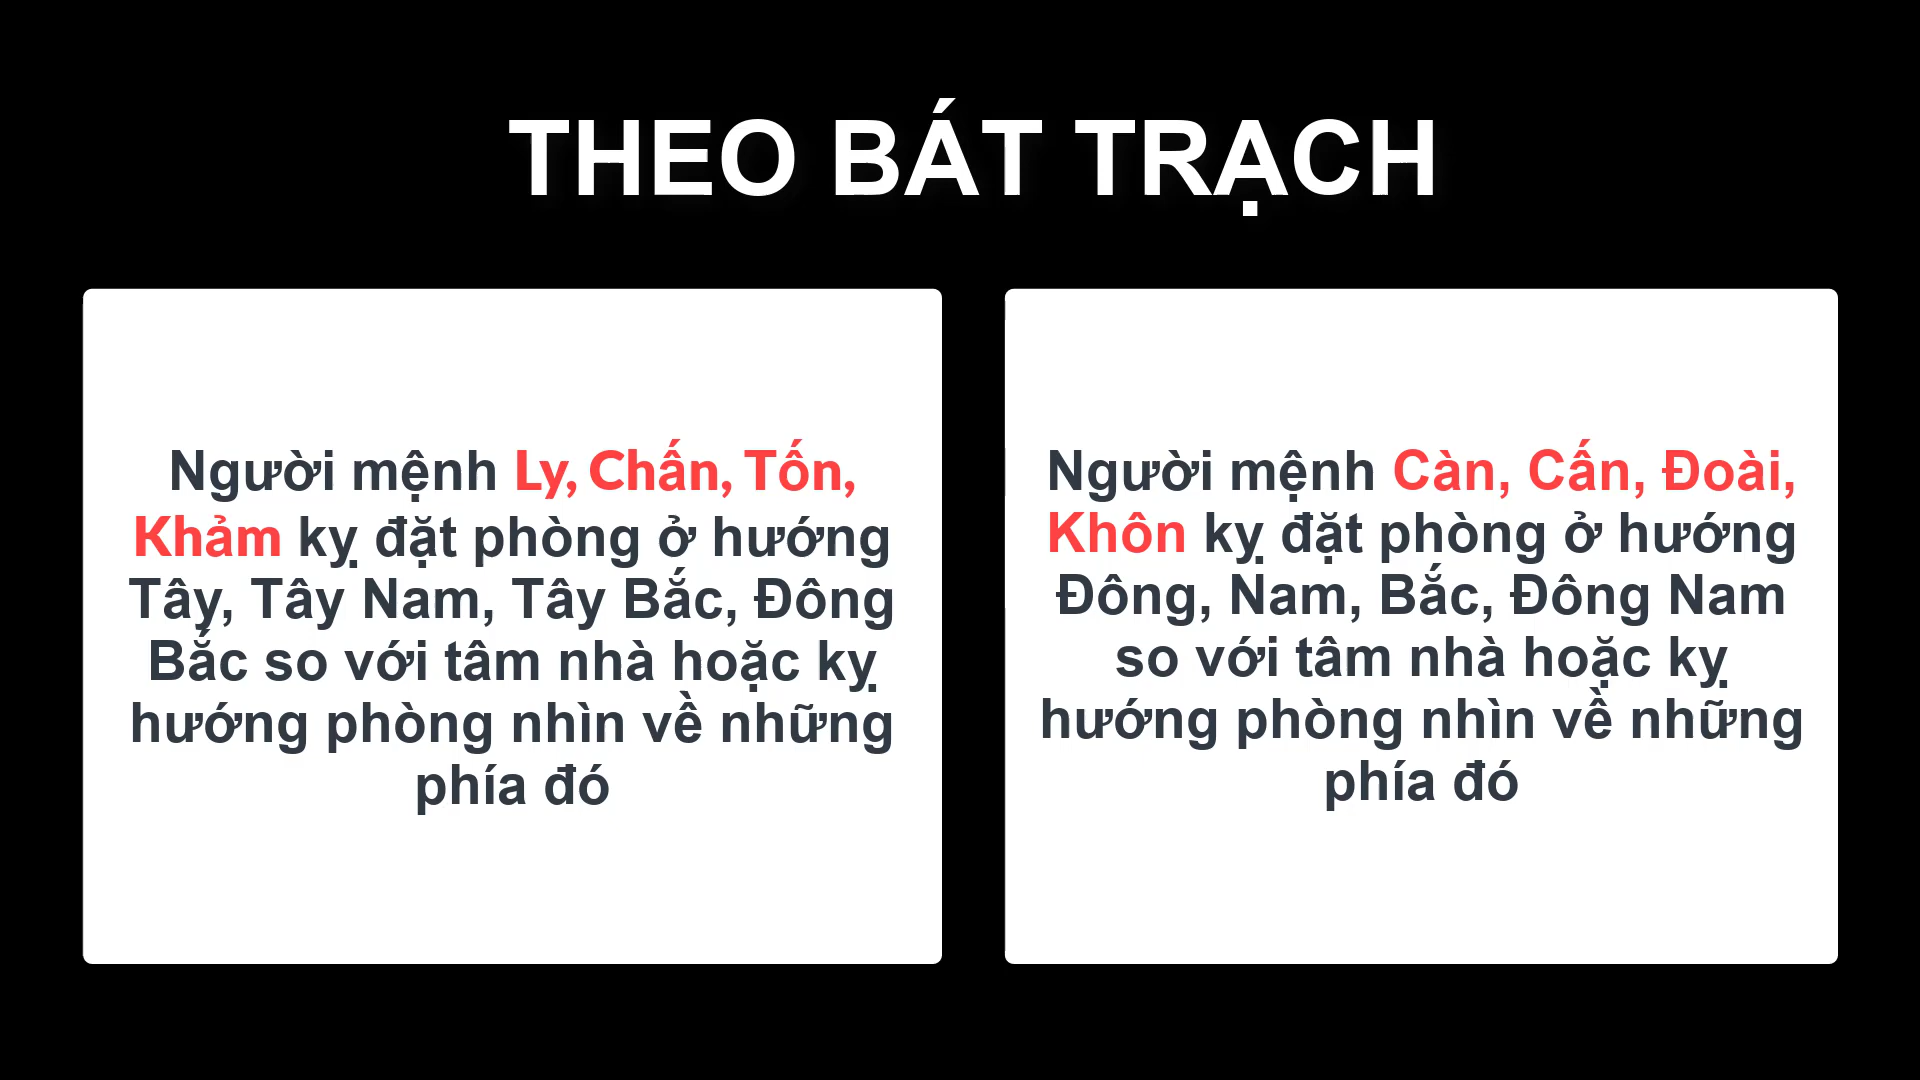 THEO BÁT TRẠCH
Người mệnh Ly, Chấn, Tốn,
Khảm kỵ đặt phòng ở hướng
Tây, Tây Nam, Tây Bắc, Đông
Bắc so với tâm nhà hoặc kỵ
hướng phòng nhìn về những
phía đó
Người mệnh Càn, Cấn, Đoài,
Khôn kỵ đặt phòng ở hướng
Đông, Nam, Bắc, Đông Nam
so với tâm nhà hoặc kỵ
hướng phòng nhìn về những
phía đó